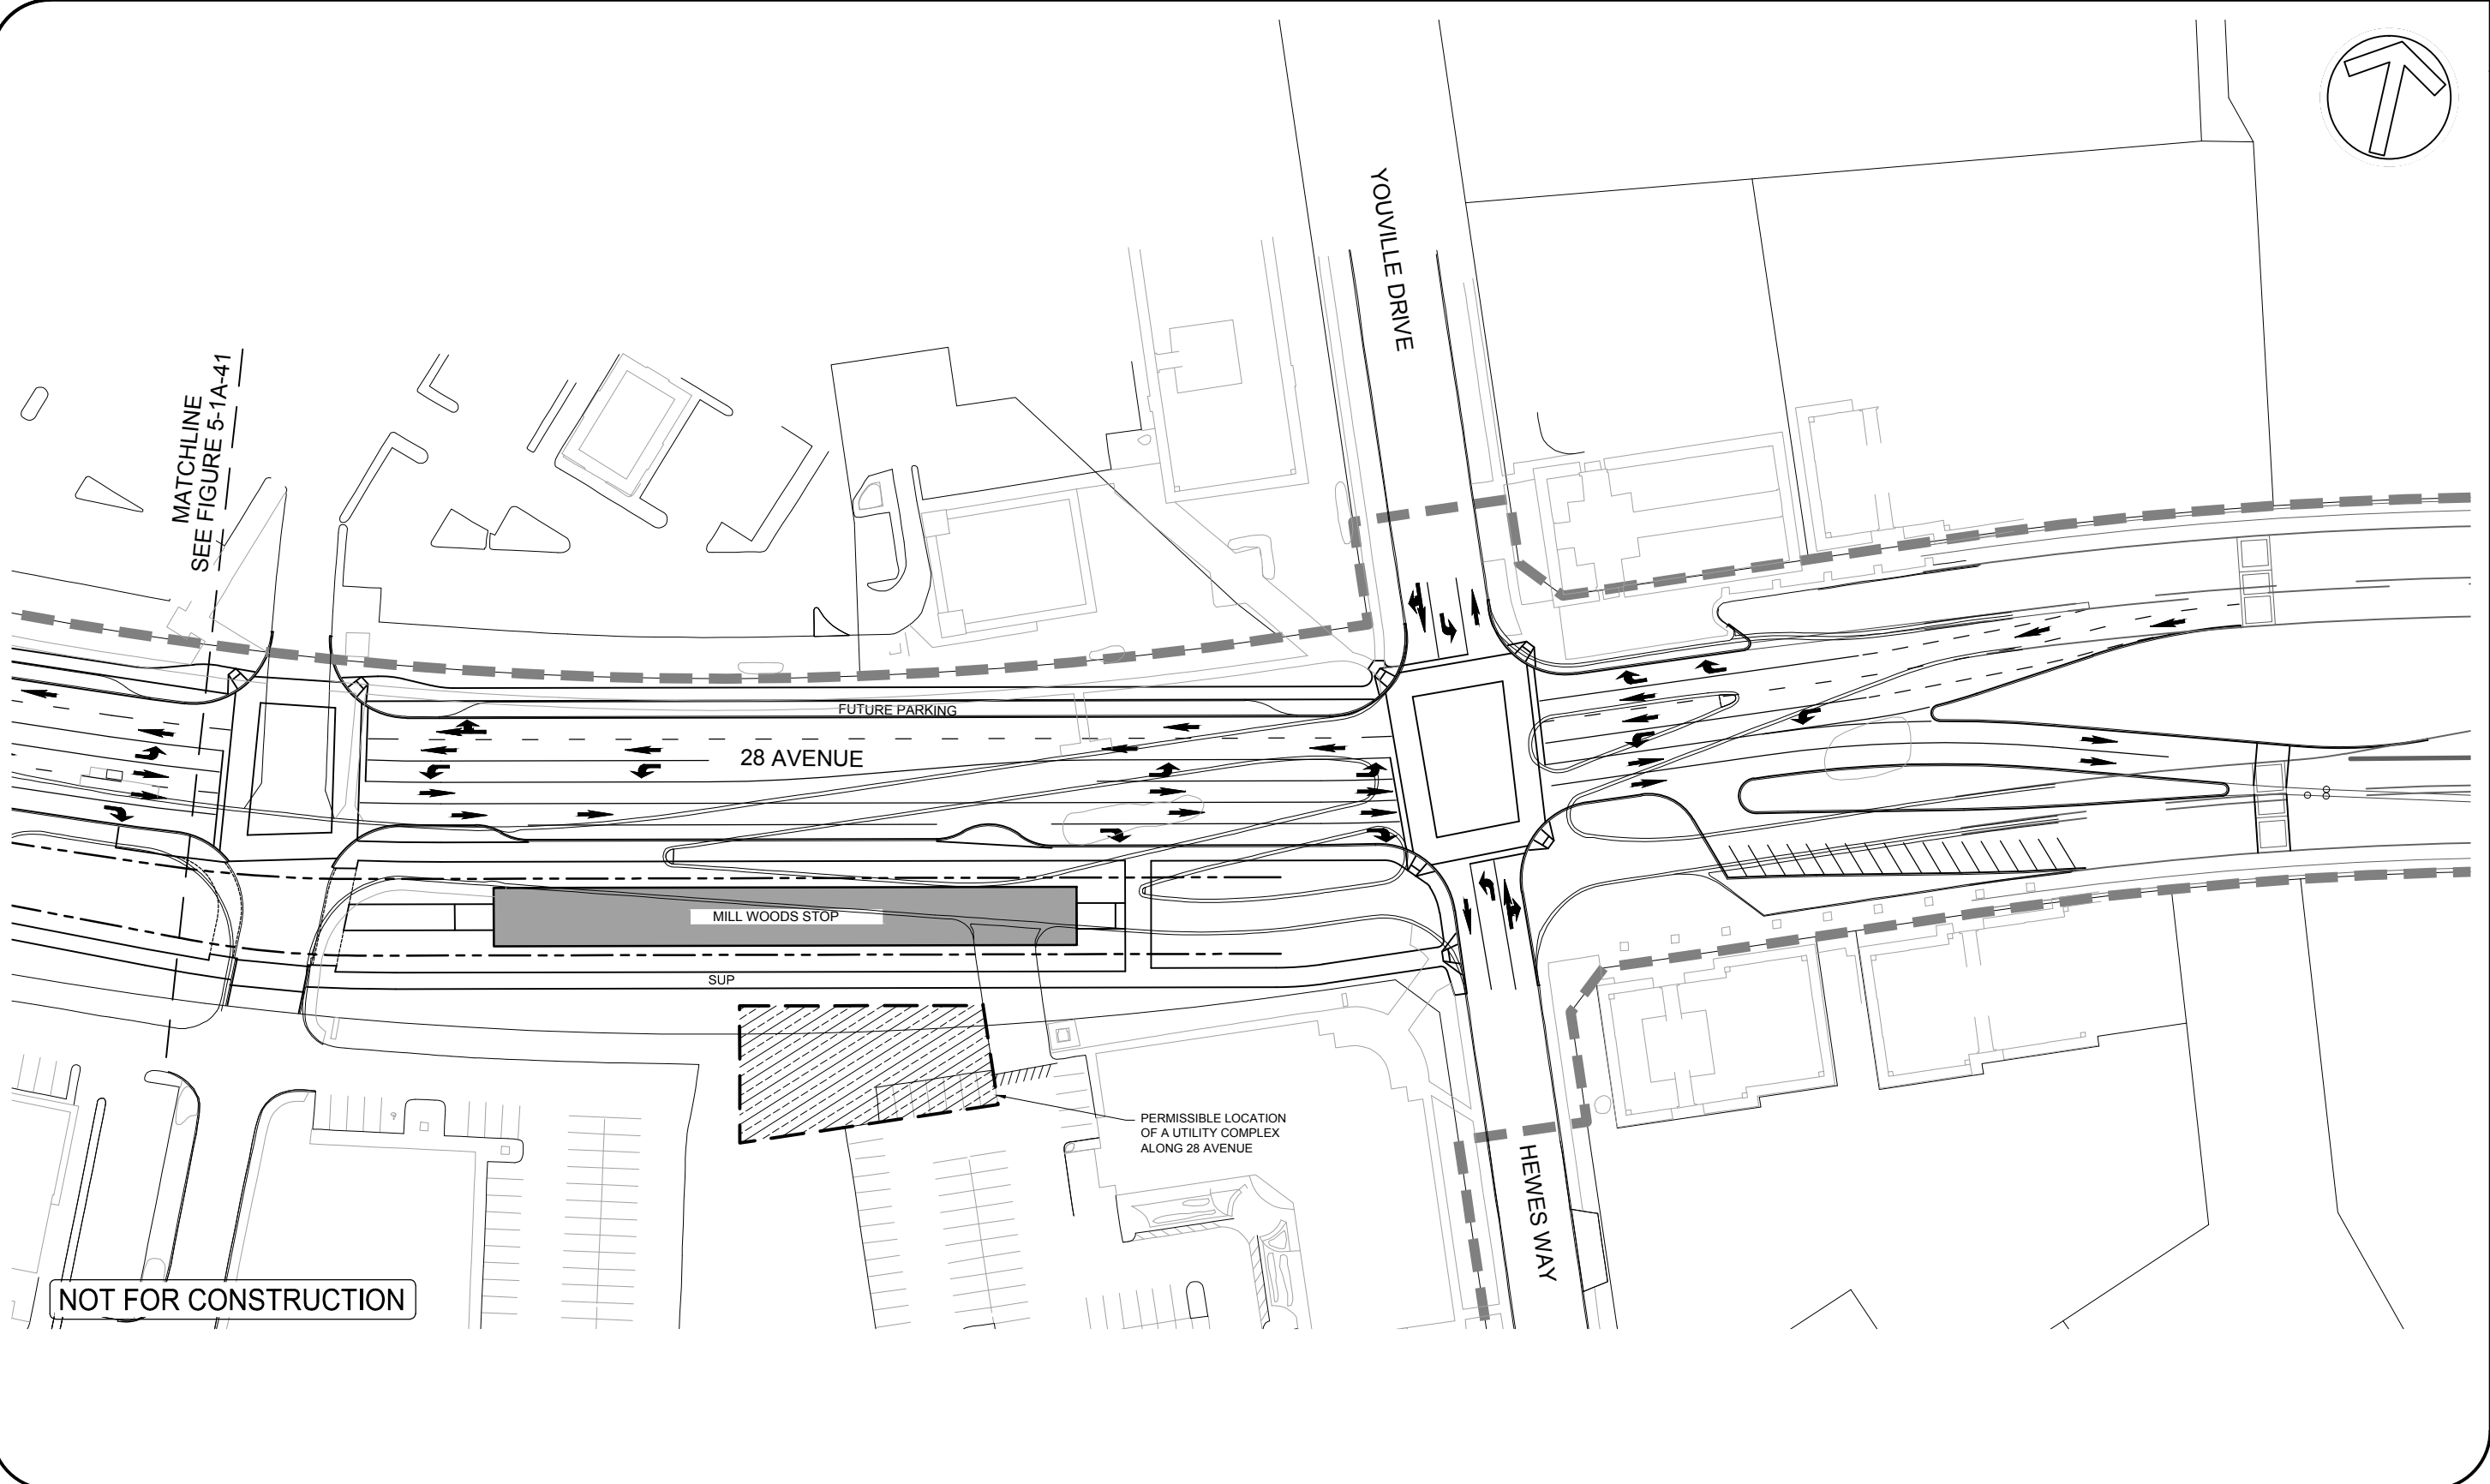 YOUVILLE DRIVE
MATCHLINE
SEE FIGURE 5-1A-41
FUTURE PARKING
28 AVENUE
MILL WOODS STOP
SUP
PERMISSIBLE LOCATION
OF A UTILITY COMPLEX
ALONG 28 AVENUE
HEWES WAY
NOT FOR CONSTRUCTION